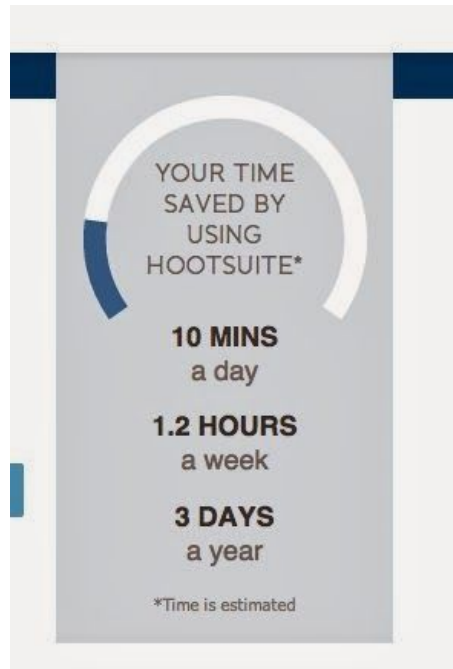 YOUR TIME
SAVED BY
USING
HOOTSUITE*
10 MINS
a day
1.2 HOURS
a week
3 DAYS
a year
*Time is estimated